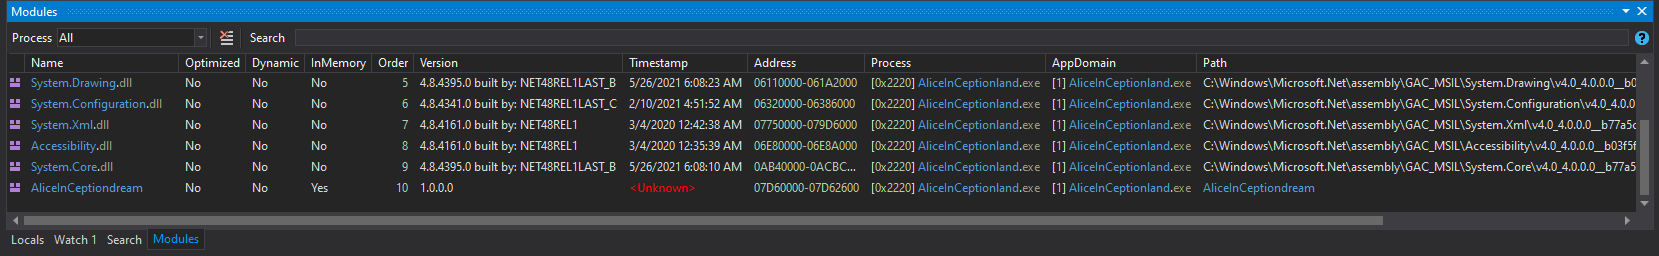 Modules
Process All Search
Name Optimized Dynamic InMemory Order Version Timestamp Address Process AppDomain Path
System.Drawing.dll No No No 5 4.8.4395.0 built by: NET48REL1LAST_B 5/26/2021 6:08:23 AM 06110000-061A2000 [0x2220] AliceInCeptionland.exe [1] AliceInCeptionland.exe C:\Windows\Microsoft.Net\assembly\GAC_MSIL\System.Drawing\v4.0_4.0.0.0__b0
System.Configuration.dll No No No 6 4.8.4341.0 built by: NET48REL1LAST_C 2/10/2021 4:51:52 AM 06320000-06386000 [0x2220] AliceInCeptionland.exe [1] AliceInCeptionland.exe C:\Windows\Microsoft.Net\assembly\GAC_MSIL\System.Configuration\v4.0_4.0.0
System.Xml.dll No No No 7 4.8.4161.0 built by: NET48REL1 3/4/2020 12:42:38 AM 07750000-079D6000 [0x2220] AliceInCeptionland.exe [1] AliceInCeptionland.exe C:\Windows\Microsoft.Net\assembly\GAC_MSIL\System.Xml\v4.0_4.0.0.0__b77a5c
Accessibility.dll No No No 8 4.8.4161.0 built by: NET48REL1 3/4/2020 12:35:39 AM 06E80000-06E8A000 [0x2220] AliceInCeptionland.exe [1] AliceInCeptionland.exe C:\Windows\Microsoft.Net\assembly\GAC_MSIL\Accessibility\v4.0_4.0.0.0__b03f5f
System.Core.dll No No No 9 4.8.4395.0 built by: NET48REL1LAST_B 5/26/2021 6:08:10 AM 0AB40000-0ACBC... [0x2220] AliceInCeptionland.exe [1] AliceInCeptionland.exe C:\Windows\Microsoft.Net\assembly\GAC_MSIL\System.Core\v4.0_4.0.0.0__b77a5
AliceInCeptiondream No No Yes 10 1.0.0.0 <Unknown> 07D60000-07D62600 [0x2220] AliceInCeptionland.exe [1] AliceInCeptionland.exe AliceInCeptiondream
Locals Watch 1 Search Modules